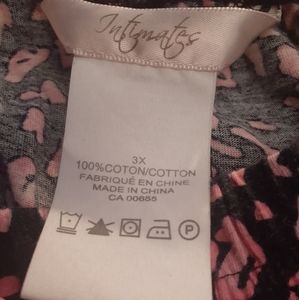 Intimates
3X
100%COTON/COTTON
FABRIQUÉ EN CHINE
MADE IN CHINA
CA 00655
P